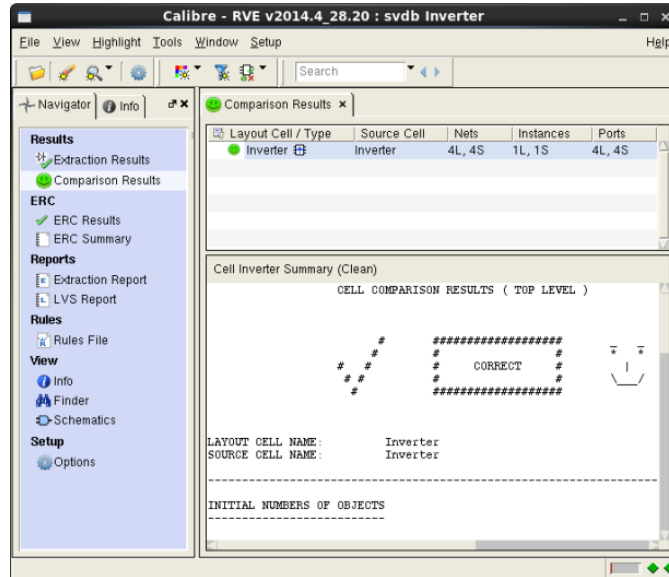 Calibre - RVE v2014.4_28.20 : svdb Inverter
File View Highlight Tools Window Setup Help
Search
Navigator Info
Comparison Results
Results
Extraction Results
Comparison Results
ERC
ERC Results
ERC Summary
Reports
Extraction Report
LVS Report
Rules
Rules File
View
Info
Finder
Schematics
Setup
Options
Layout Cell / Type Source Cell Nets Instances Ports
Inverter Inverter 4L, 4S 1L, 1S 4L, 4S
Cell Inverter Summary (Clean)
CELL COMPARISON RESULTS ( TOP LEVEL )
# ################### _ _
# # # * *
# # # CORRECT # |
# # # # \___/
# ###################
LAYOUT CELL NAME: Inverter
SOURCE CELL NAME: Inverter
INITIAL NUMBERS OF OBJECTS